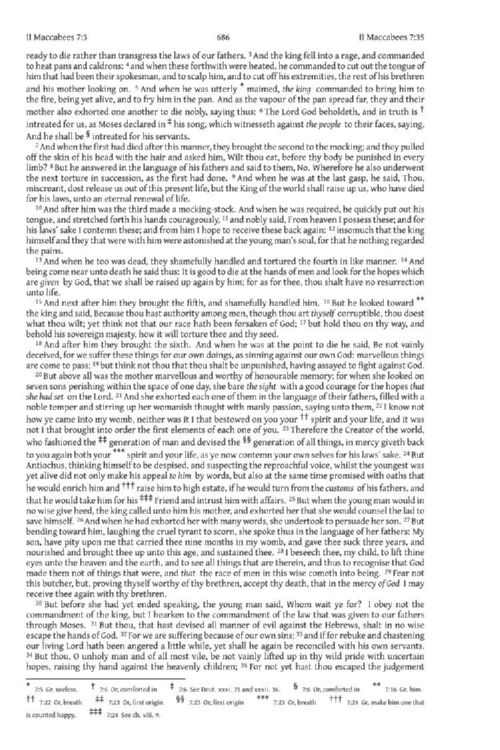 II Maccabees 7:3 686 II Maccabees 7:35
ready to die rather than transgress the laws of our fathers. 3 And the king fell into a rage, and commanded
to heat pans and caldrons: 4 and when these forthwith were heated, he commanded to cut out the tongue of
him that had been their spokesman, and to scalp him, and to cut off his extremities, the rest of his brethren
and his mother looking on. 5 And when he was utterly * maimed, the king commanded to bring him to
the fire, being yet alive, and to fry him in the pan. And as the vapour of the pan spread far, they and their
mother also exhorted one another to die nobly, saying thus: 6 The Lord God beholdeth, and in truth is †
intreated for us, as Moses declared in ‡ his song, which witnesseth against the people to their faces, saying,
And he shall be § intreated for his servants.
7 And when the first had died after this manner, they brought the second to the mocking; and they pulled
off the skin of his head with the hair and asked him, Wilt thou eat, before thy body be punished in every
limb? 8 But he answered in the language of his fathers and said to them, No. Wherefore he also underwent
the next torture in succession, as the first had done. 9 And when he was at the last gasp, he said, Thou,
miscreant, dost release us out of this present life, but the King of the world shall raise up us, who have died
for his laws, unto an eternal renewal of life.
10 And after him was the third made a mocking-stock. And when he was required, he quickly put out his
tongue, and stretched forth his hands courageously, 11 and nobly said, From heaven I possess these; and for
his laws' sake I contemn these; and from him I hope to receive these back again: 12 insomuch that the king
himself and they that were with him were astonished at the young man's soul, for that he nothing regarded
the pains.
13 And when he too was dead, they shamefully handled and tortured the fourth in like manner. 14 And
being come near unto death he said thus: It is good to die at the hands of men and look for the hopes which
are given by God, that we shall be raised up again by him; for as for thee, thou shalt have no resurrection
unto life.
15 And next after him they brought the fifth, and shamefully handled him. 16 But he looked toward **
the king and said, Because thou hast authority among men, though thou art thyself corruptible, thou doest
what thou wilt; yet think not that our race hath been forsaken of God; 17 but hold thou on thy way, and
behold his sovereign majesty, how it will torture thee and thy seed.
18 And after him they brought the sixth. And when he was at the point to die he said, Be not vainly
deceived, for we suffer these things for our own doings, as sinning against our own God: marvellous things
are come to pass; 19 but think not thou that thou shalt be unpunished, having assayed to fight against God.
20 But above all was the mother marvellous and worthy of honourable memory; for when she looked on
seven sons perishing within the space of one day, she bare the sight with a good courage for the hopes that
she had set on the Lord. 21 And she exhorted each one of them in the language of their fathers, filled with a
noble temper and stirring up her womanish thought with manly passion, saying unto them, 22 I know not
how ye came into my womb, neither was it I that bestowed on you your †† spirit and your life, and it was
not I that brought into order the first elements of each one of you. 23 Therefore the Creator of the world,
who fashioned the ‡‡ generation of man and devised the §§ generation of all things, in mercy giveth back
to you again both your *** spirit and your life, as ye now contemn your own selves for his laws' sake. 24 But
Antiochus, thinking himself to be despised, and suspecting the reproachful voice, whilst the youngest was
yet alive did not only make his appeal to him by words, but also at the same time promised with oaths that
he would enrich him and ††† raise him to high estate, if he would turn from the customs of his fathers, and
that he would take him for his ‡‡‡ Friend and intrust him with affairs. 25 But when the young man would in
no wise give heed, the king called unto him his mother, and exhorted her that she would counsel the lad to
save himself. 26 And when he had exhorted her with many words, she undertook to persuade her son. 27 But
bending toward him, laughing the cruel tyrant to scorn, she spake thus in the language of her fathers: My
son, have pity upon me that carried thee nine months in my womb, and gave thee suck three years, and
nourished and brought thee up unto this age, and sustained thee. 28 I beseech thee, my child, to lift thine
eyes unto the heaven and the earth, and to see all things that are therein, and thus to recognise that God
made them not of things that were, and that the race of men in this wise cometh into being. 29 Fear not
this butcher, but, proving thyself worthy of thy brethren, accept thy death, that in the mercy of God I may
receive thee again with thy brethren.
30 But before she had yet ended speaking, the young man said, Whom wait ye for? I obey not the
commandment of the king, but I hearken to the commandment of the law that was given to our fathers
through Moses. 31 But thou, that hast devised all manner of evil against the Hebrews, shalt in no wise
escape the hands of God. 32 For we are suffering because of our own sins; 33 and if for rebuke and chastening
our living Lord hath been angered a little while, yet shall he again be reconciled with his own servants.
34 But thou, O unholy man and of all most vile, be not vainly lifted up in thy wild pride with uncertain
hopes, raising thy hand against the heavenly children; 35 For not yet hast thou escaped the judgement
* 7:5 Gr. useless. † 7:6 Or, comforted in ‡ 7:6 See Deut. xxxi. 21 and xxxii. 36. § 7:6 Or, comforted in ** 7:16 Gr. him.
†† 7:22 Or, breath ‡‡ 7:23 Or, first origin §§ 7:23 Or, first origin *** 7:23 Or, breath ††† 7:24 Gr. make him one that
is counted happy. ‡‡‡ 7:24 See ch. viii. 9.